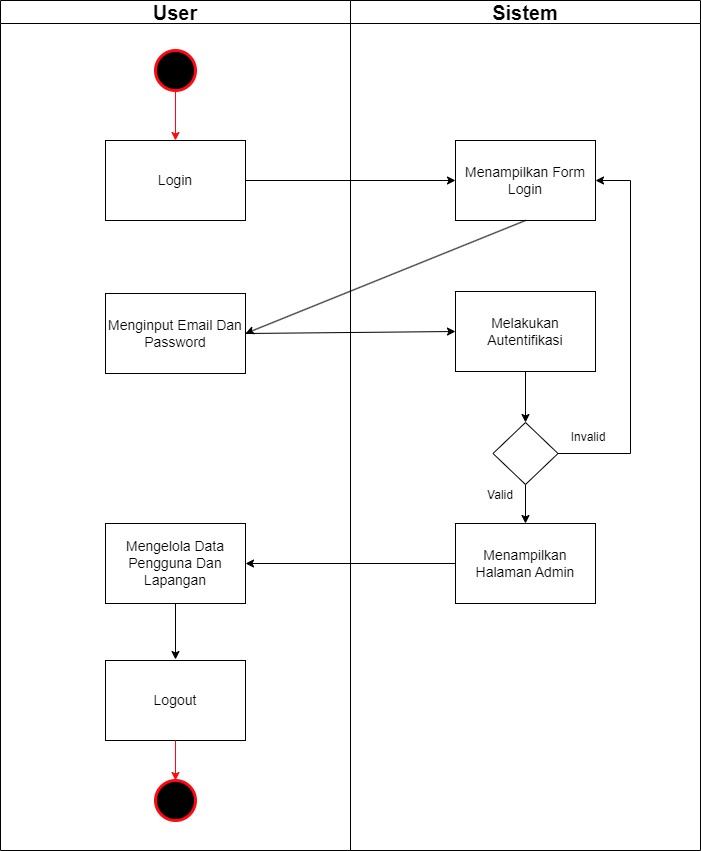 User
Sistem
Login
Menampilkan Form
Login
Menginput Email Dan
Password
Melakukan
Autentifikasi
Invalid
Valid
Mengelola Data
Pengguna Dan
Lapangan
Menampilkan
Halaman Admin
Logout